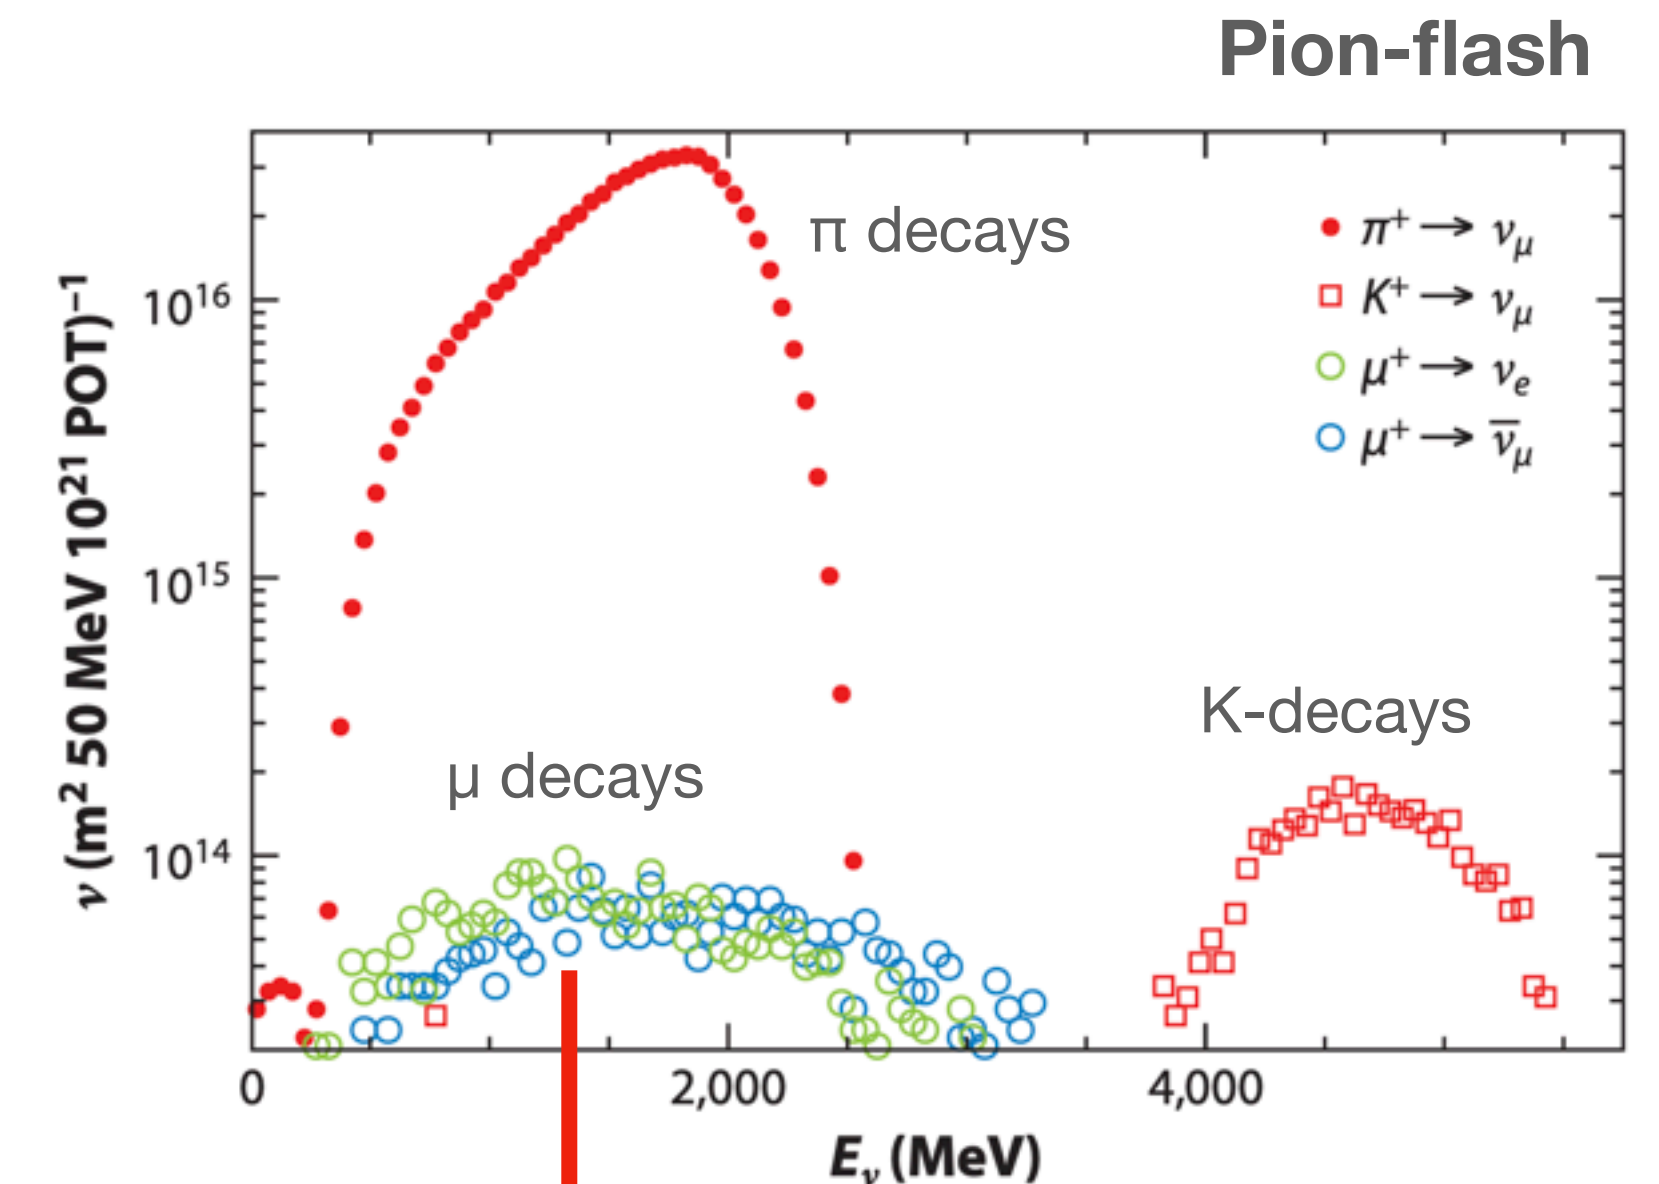 Pion-flash
π decays
π⁺ → ν_μ
K⁺ → ν_μ
μ⁺ → ν_e
μ⁺ → ν̅_μ
K-decays
μ decays
ν (m² 50 MeV 10²¹ POT)⁻¹
10¹⁶
10¹⁵
10¹⁴
0
2,000
4,000
E_ν (MeV)